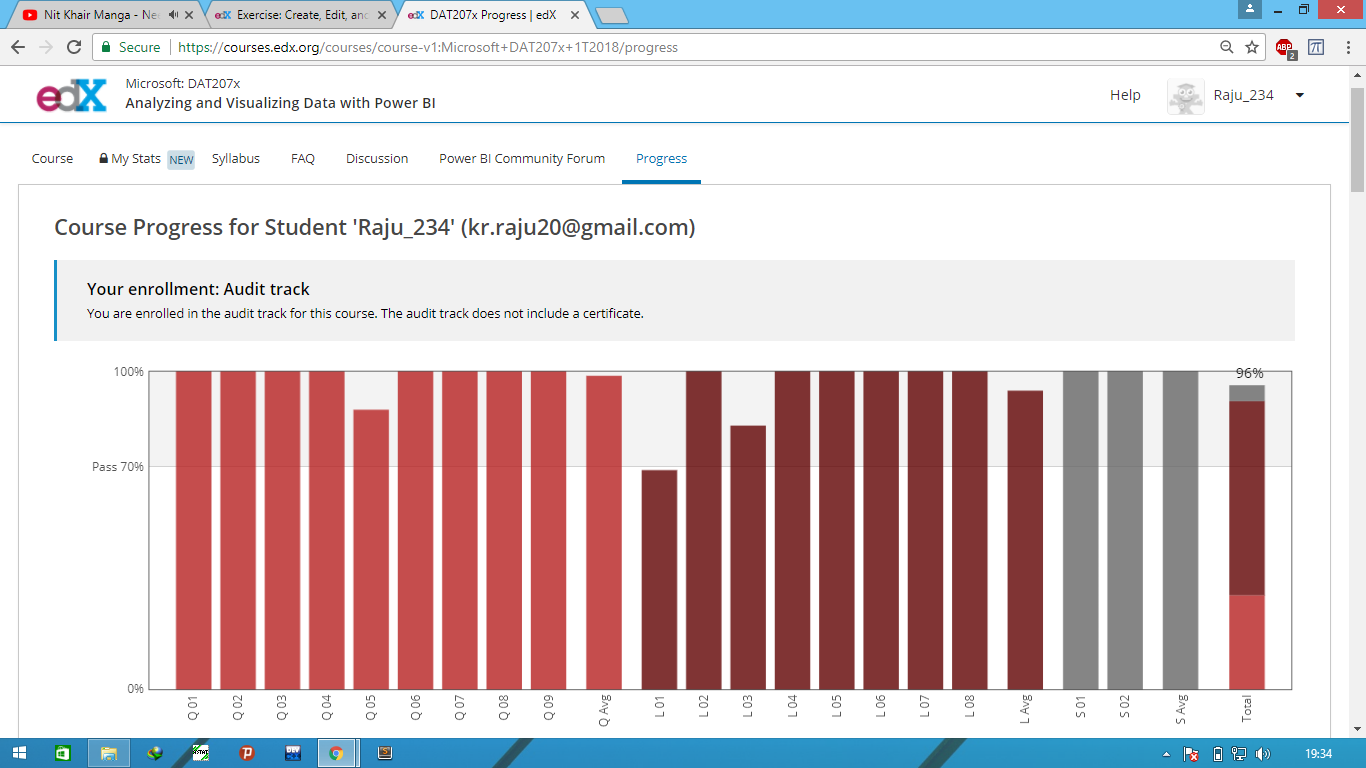 Nit Khair Manga - Ne
Exercise: Create, Edit, an
DAT207x Progress | edX
Secure
https://courses.edx.org/courses/course-v1:Microsoft+DAT207x+1T2018/progress
ABP
2
edX
Microsoft: DAT207x
Analyzing and Visualizing Data with Power BI
Help
Raju_234
Course
My Stats NEW
Syllabus
FAQ
Discussion
Power BI Community Forum
Progress
Course Progress for Student 'Raju_234' (kr.raju20@gmail.com)
Your enrollment: Audit track
You are enrolled in the audit track for this course. The audit track does not include a certificate.
100%
96%
Pass 70%
0%
Q 01
Q 02
Q 03
Q 04
Q 05
Q 06
Q 07
Q 08
Q 09
Q Avg
L 01
L 02
L 03
L 04
L 05
L 06
L 07
L 08
L Avg
S 01
S 02
S Avg
Total
19:34